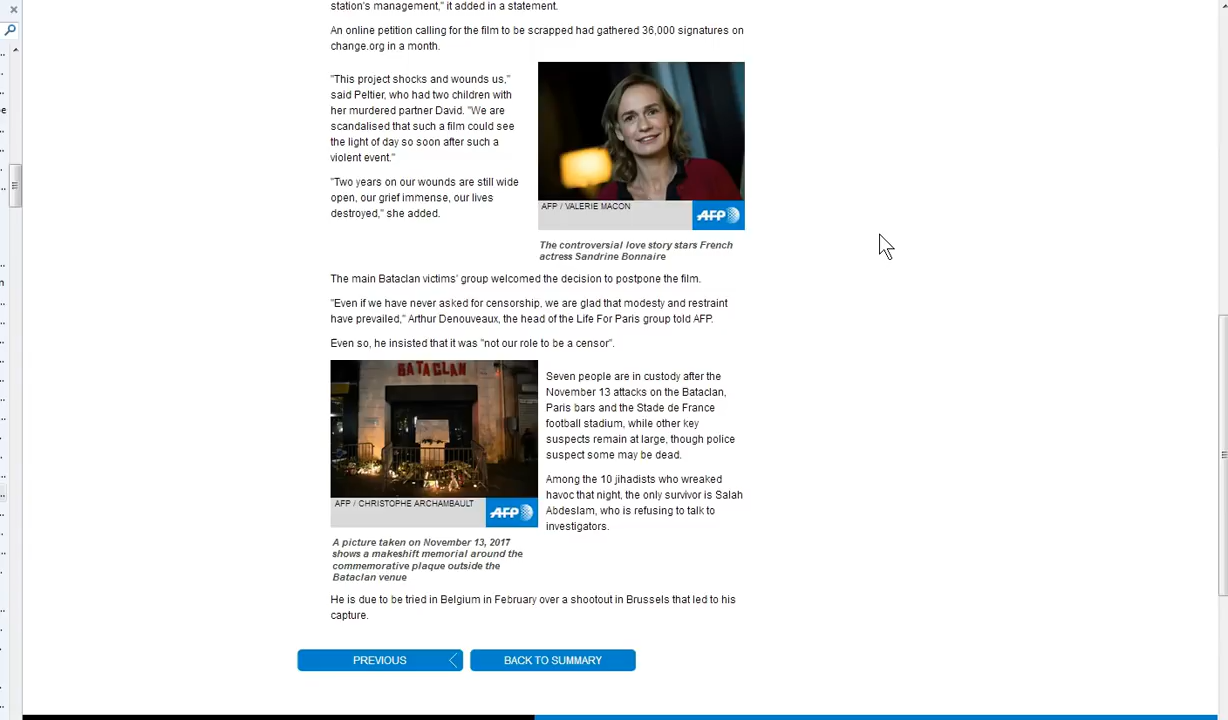 station's management," it added in a statement.
An online petition calling for the film to be scrapped had gathered 36,000 signatures on
change.org in a month.
"This project shocks and wounds us,"
said Peltier, who had two children with
her murdered partner David. "We are
scandalised that such a film could see
the light of day so soon after such a
violent event."
"Two years on our wounds are still wide
open, our grief immense, our lives
destroyed," she added.
AFP / VALERIE MACON
AFP
The controversial love story stars French
actress Sandrine Bonnaire
The main Bataclan victims' group welcomed the decision to postpone the film.
"Even if we have never asked for censorship, we are glad that modesty and restraint
have prevailed," Arthur Denouveaux, the head of the Life For Paris group told AFP.
Even so, he insisted that it was "not our role to be a censor".
BATACLAN
AFP / CHRISTOPHE ARCHAMBAULT
AFP
A picture taken on November 13, 2017
shows a makeshift memorial around the
commemorative plaque outside the
Bataclan venue
Seven people are in custody after the
November 13 attacks on the Bataclan,
Paris bars and the Stade de France
football stadium, while other key
suspects remain at large, though police
suspect some may be dead.
Among the 10 jihadists who wreaked
havoc that night, the only survivor is Salah
Abdeslam, who is refusing to talk to
investigators.
He is due to be tried in Belgium in February over a shootout in Brussels that led to his
capture.
PREVIOUS
BACK TO SUMMARY